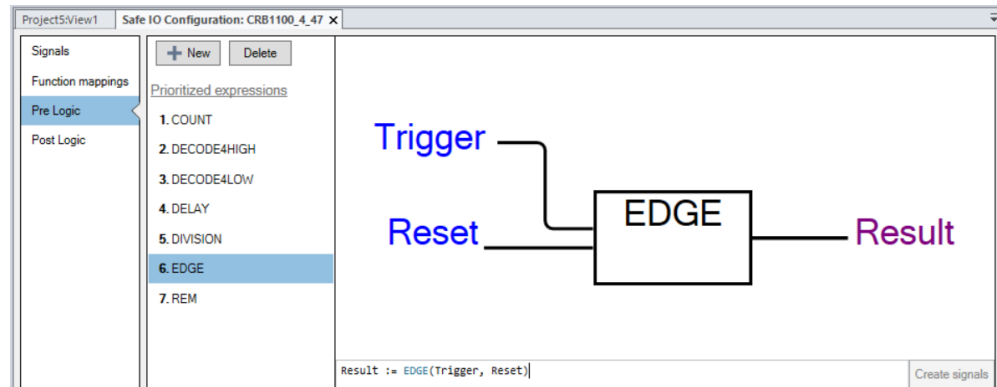 Project5:View1
Safe IO Configuration: CRB1100_4_47 X
Signals
Function mappings
Pre Logic
Post Logic
+ New
Delete
Prioritized expressions
1. COUNT
2. DECODE4HIGH
3. DECODE4LOW
4. DELAY
5. DIVISION
6. EDGE
7. REM
Trigger
Reset
EDGE
Result
Result := EDGE(Trigger, Reset)
Create signals